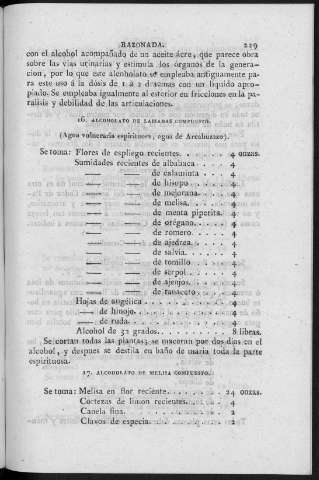 RAZONADA. 229
con el alcohol acompañado de un aceite acre, que parece obra
sobre las vias urinarias y estimula los órganos de la genera-
cion, por lo que este alcoholato se empleaba antiguamente pa-
ra este uso á la dosis de 1 á 2 dracmas con un líquido apro-
piado. Se empleaba igualmente al exterior en fricciones en la pa-
ralisis y debilidad de las articulaciones.
16. ALCOHOLATO DE COMPUESTO.
(Agua vulneraria espirituosa, agua de Arcabuzazo).
Se toma: Flores de espliego recientes. . . . . . 4 onzas.
Sumidades recientes de albahaca . . . . . 4
— — de calaminta . . . . 4
— — de hisopo . . . . . 4
— — de mejorana . . . . 4
— — de melisa. . . . . . 4
— — de menta piperita. . 4
— — de orégano. . . . . 4
— — de romero. . . . . . 4
— — de ajedrea. . . . . . 4
— — de salvia. . . . . . 4
— — de tomillo . . . . . 4
— — de serpol. . . . . . 4
— — de ajenjos. . . . . . 4
— — de tanaceto . . . . . 4
Hojas de angélica . . . . . . . . . . 4
— de hinojo. . . . . . . . . . . 4
— de ruda. . . . . . . . . . . . 4
Alcohol de 32 grados. . . . . . . . . 8 libras.
Se cortan todas las plantas; se maceran por dos dias en el
alcohol, y despues se destila en baño de maria toda la parte
espirituosa.
17. ALCOHOLATO DE MELISA COMPUESTO.
Se toma: Melisa en flor reciente. . . . . . . . 24 onzas.
Cortezas de limon recientes. . . . . . 4
Canela fina. . . . . . . . . . . . . 2
Clavos de especia. . . . . . . . . . 2